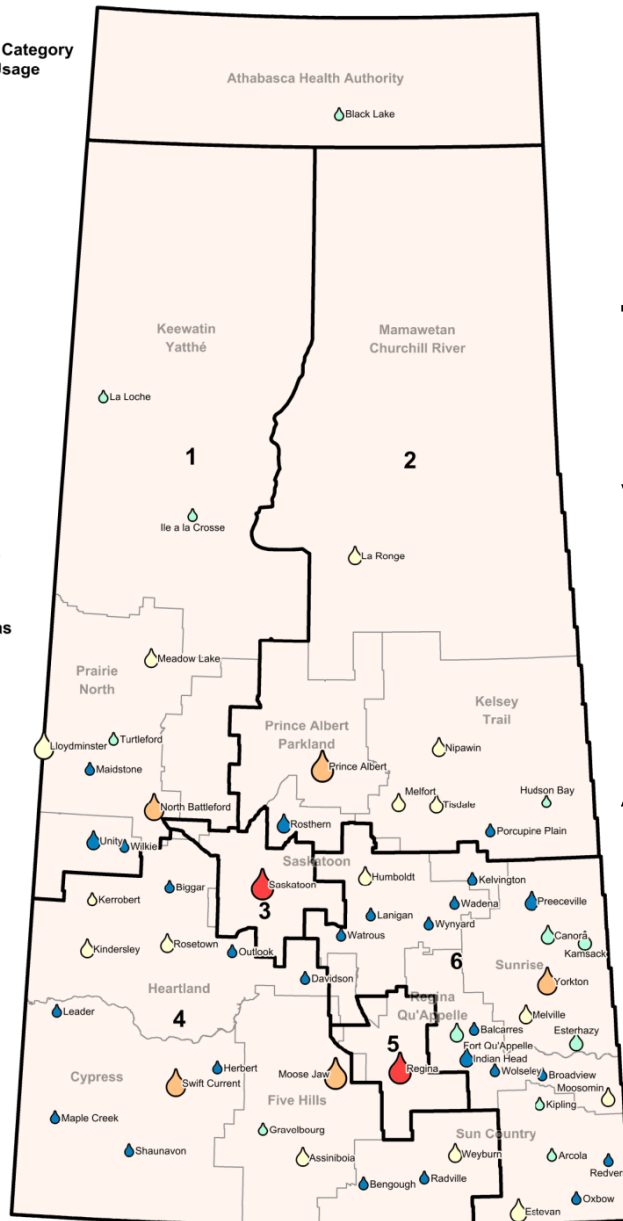 Category
sage
Athabasca Health Authority
Black Lake
Keewatin
Yatthé
Mamawetan
Churchill River
La Loche
1
2
Ile a la Crosse
La Ronge
as
Meadow Lake
Prairie
North
Kelsey
Trail
Prince Albert
Parkland
Turtleford
Lloydminster
Nipawin
Maidstone
Prince Albert
Melfort
Tisdale
Hudson Bay
North Battleford
Rosthern
Porcupine Plain
Unity
Wilkie
Saskatoon
Humboldt
Kelvington
Saskatoon
Biggar
Kerrobert
3
Lanigan
Wadena
Preeceville
Wynyard
Watrous
Canora
Kamsack
Kindersley
Rosetown
Outlook
6
Sunrise
Davidson
Yorkton
Heartland
Regina
Qu'Appelle
Leader
4
Melville
Balcarres
Esterhazy
5
Fort Qu'Appelle
Indian Head
Cypress
Herbert
Swift Current
Moose Jaw
Regina
Wolseley
Broadview
Moosomin
Five Hills
Kipling
Maple Creek
Gravelbourg
Sun Country
Shaunavon
Assiniboia
Weyburn
Arcola
Redver
Bengough
Radville
Oxbow
Estevan